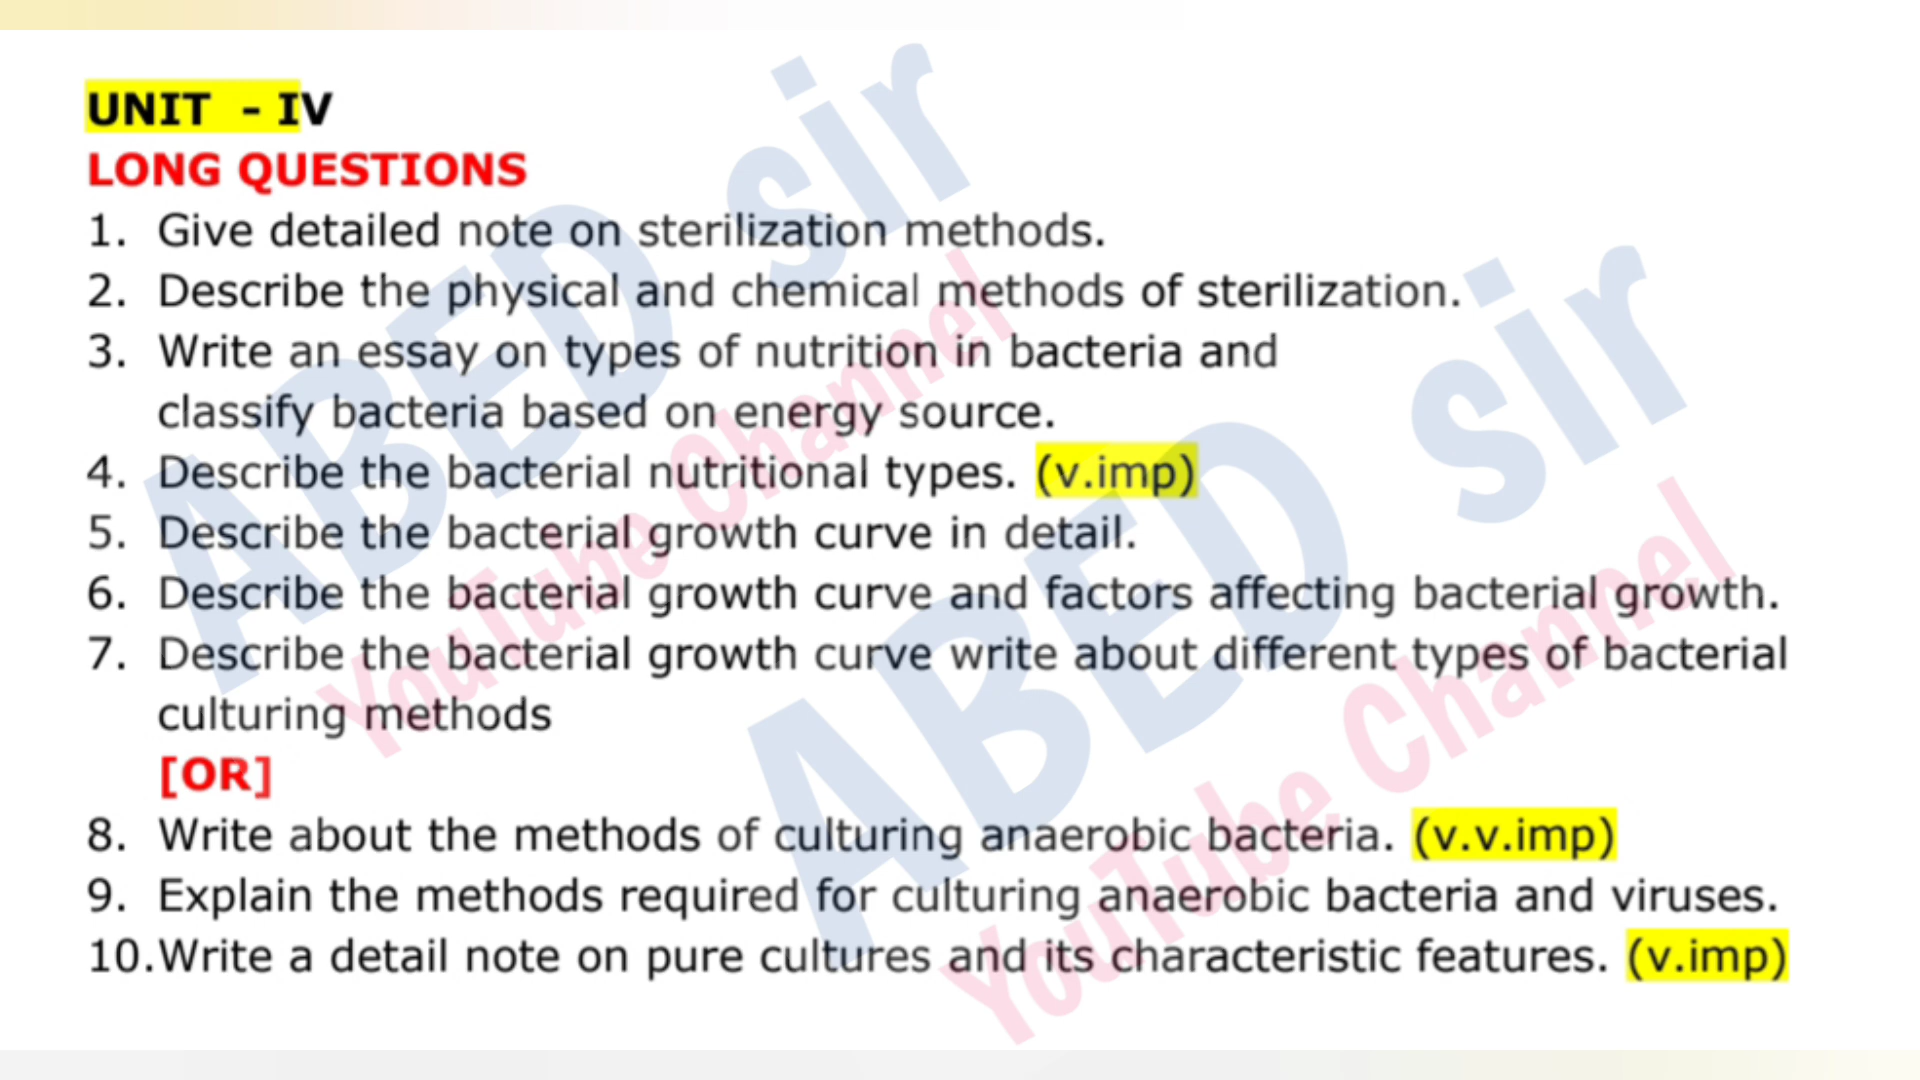 UNIT - IV
LONG QUESTIONS
1. Give detailed note on sterilization methods.
2. Describe the physical and chemical methods of sterilization.
3. Write an essay on types of nutrition in bacteria and
classify bacteria based on energy source.
4. Describe the bacterial nutritional types. (v.imp)
5. Describe the bacterial growth curve in detail.
6. Describe the bacterial growth curve and factors affecting bacterial growth.
7. Describe the bacterial growth curve write about different types of bacterial
culturing methods
[OR]
8. Write about the methods of culturing anaerobic bacteria. (v.v.imp)
9. Explain the methods required for culturing anaerobic bacteria and viruses.
10.Write a detail note on pure cultures and its characteristic features. (v.imp)
ABED sir
YouTube Channel
ABED sir
YouTube Channel